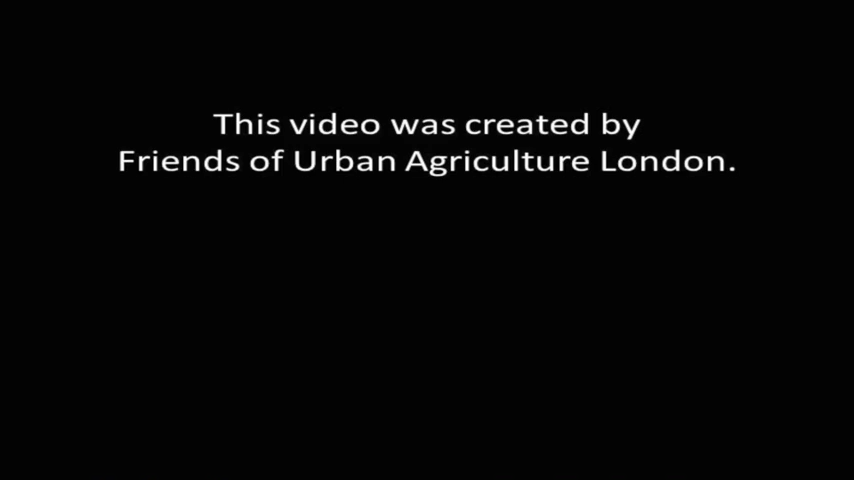 This video was created by
Friends of Urban Agriculture London.